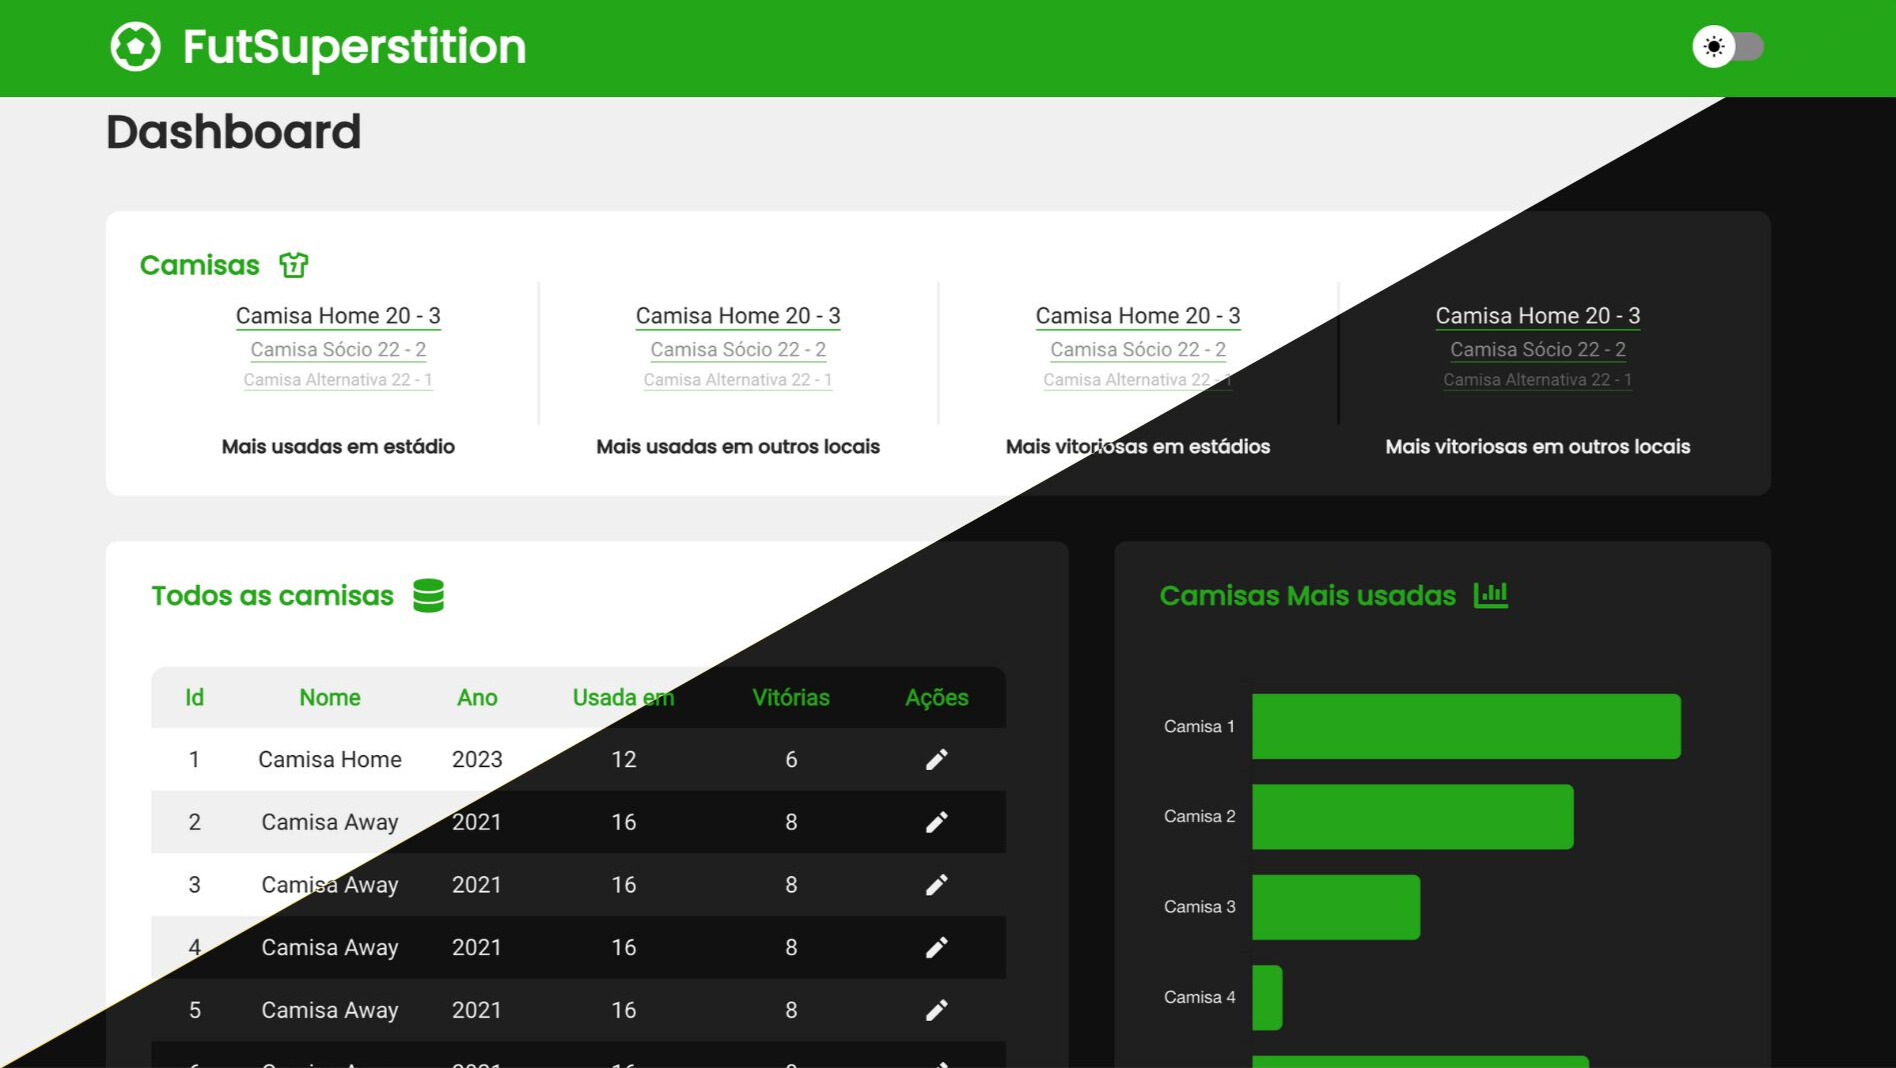 FutSuperstition
Dashboard
Camisas
Camisa Home 20 - 3
Camisa Sócio 22 - 2
Camisa Alternativa 22 - 1
Mais usadas em estádio
Camisa Home 20 - 3
Camisa Sócio 22 - 2
Camisa Alternativa 22 - 1
Mais usadas em outros locais
Camisa Home 20 - 3
Camisa Sócio 22 - 2
Camisa Alternativa 22 - 1
Mais vitoriosas em estádios
Camisa Home 20 - 3
Camisa Sócio 22 - 2
Camisa Alternativa 22 - 1
Mais vitoriosas em outros locais
Todos as camisas
Id Nome Ano Usada em Vitórias Ações
1 Camisa Home 2023 12 6
2 Camisa Away 2021 16 8
3 Camisa Away 2021 16 8
4 Camisa Away 2021 16 8
5 Camisa Away 2021 16 8
Camisas Mais usadas
Camisa 1
Camisa 2
Camisa 3
Camisa 4